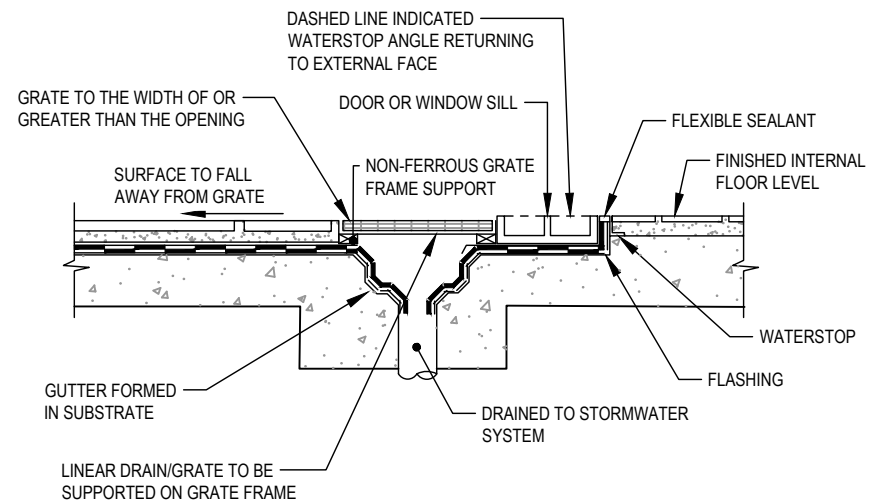 DASHED LINE INDICATED
WATERSTOP ANGLE RETURNING
TO EXTERNAL FACE
GRATE TO THE WIDTH OF OR
GREATER THAN THE OPENING
DOOR OR WINDOW SILL
FLEXIBLE SEALANT
SURFACE TO FALL
AWAY FROM GRATE
NON-FERROUS GRATE
FRAME SUPPORT
FINISHED INTERNAL
FLOOR LEVEL
WATERSTOP
FLASHING
GUTTER FORMED
IN SUBSTRATE
DRAINED TO STORMWATER
SYSTEM
LINEAR DRAIN/GRATE TO BE
SUPPORTED ON GRATE FRAME